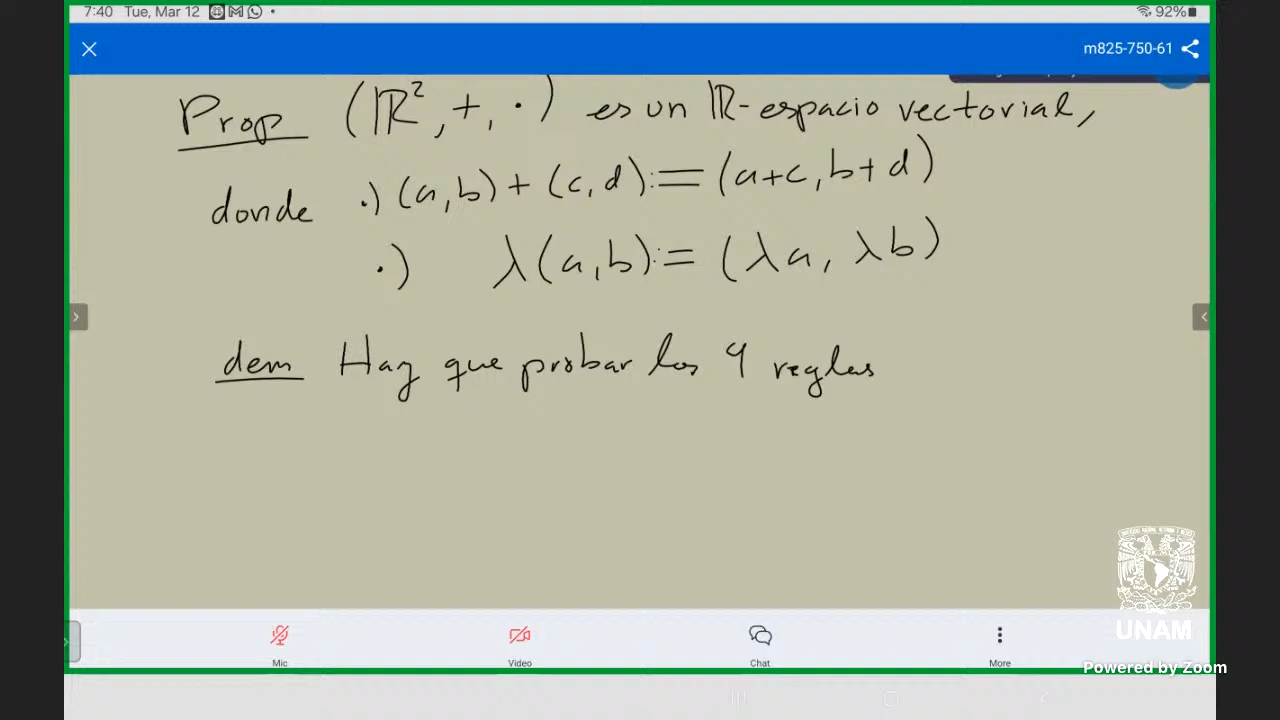 7:40 Tue, Mar 12
92%
m825-750-61
Prop (ℝ², +, ·) es un ℝ-espacio vectorial,
donde ·) (a,b) + (c,d) := (a+c, b+d)
·) λ(a,b) := (λa, λb)
dem Hay que probar las 9 reglas
UNAM
Mic Video Chat More
Powered by Zoom